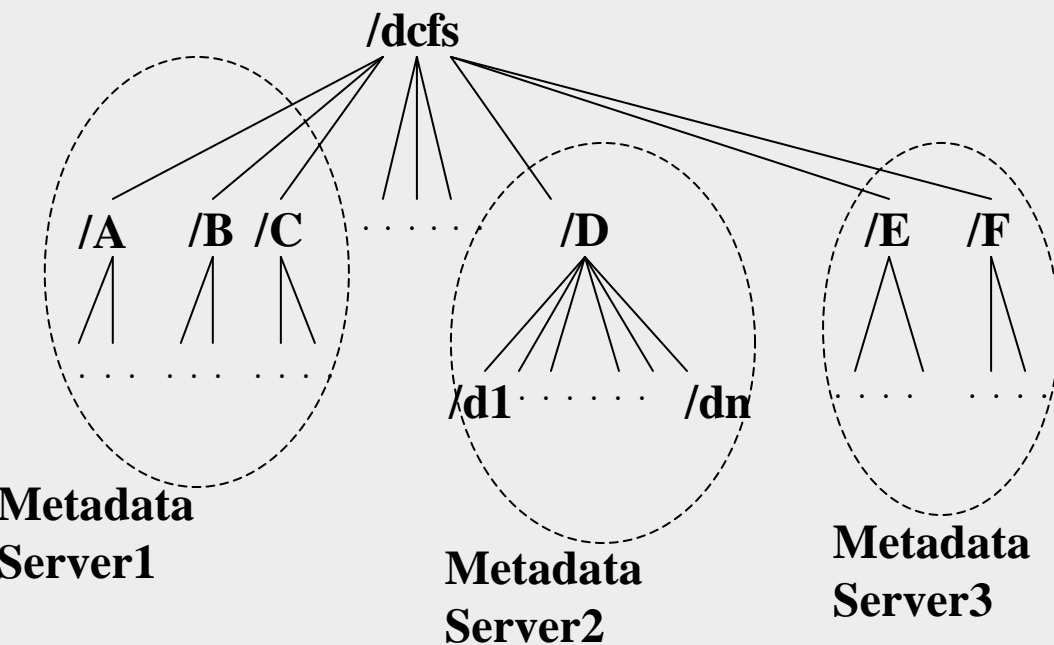 /dcfs
/A /B /C . . . . . . /D /E /F
. . . . . . . . . .
/d1 . . . . . . /dn . . . . . . . .
Metadata
Server1
Metadata
Server2
Metadata
Server3